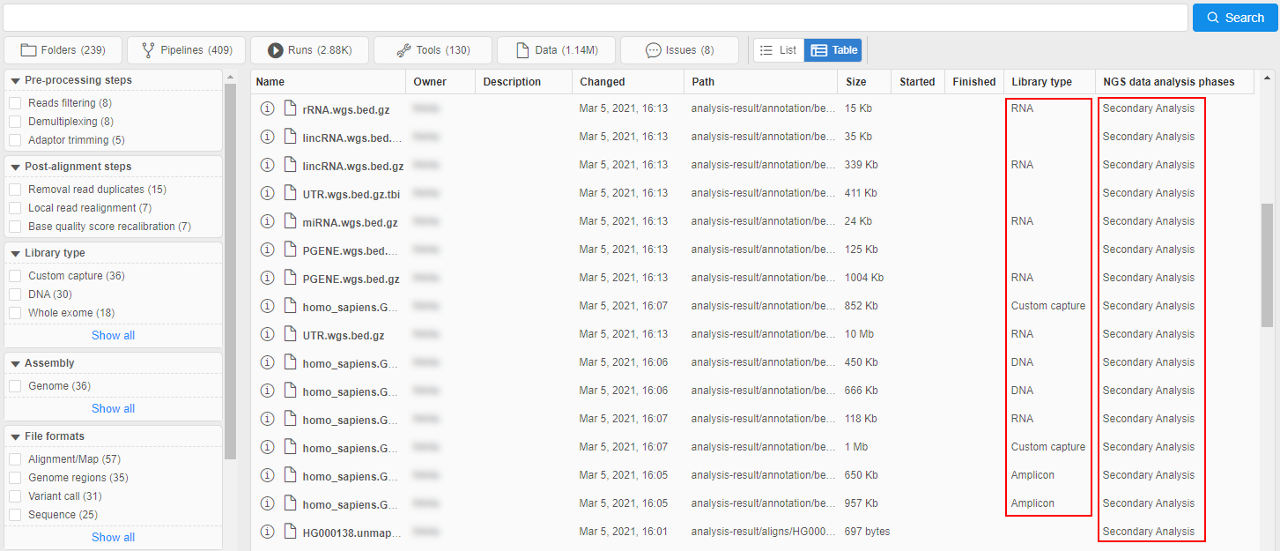 Search
Folders (239) Pipelines (409) Runs (2.88K) Tools (130) Data (1.14M) Issues (8) List Table
Pre-processing steps
Reads filtering (8)
Demultiplexing (8)
Adaptor trimming (5)
Post-alignment steps
Removal read duplicates (15)
Local read realignment (7)
Base quality score recalibration (7)
Library type
Custom capture (36)
DNA (30)
Whole exome (18)
Show all
Assembly
Genome (36)
Show all
File formats
Alignment/Map (57)
Genome regions (35)
Variant call (31)
Sequence (25)
Show all
Name Owner Description Changed Path Size Started Finished Library type NGS data analysis phases
rRNA.wgs.bed.gz Mar 5, 2021, 16:13 analysis-result/annotation/be... 15 Kb RNA Secondary Analysis
lincRNA.wgs.bed.... Mar 5, 2021, 16:13 analysis-result/annotation/be... 35 Kb Secondary Analysis
lincRNA.wgs.bed.gz Mar 5, 2021, 16:13 analysis-result/annotation/be... 339 Kb RNA Secondary Analysis
UTR.wgs.bed.gz.tbi Mar 5, 2021, 16:13 analysis-result/annotation/be... 411 Kb Secondary Analysis
miRNA.wgs.bed.gz Mar 5, 2021, 16:13 analysis-result/annotation/be... 24 Kb RNA Secondary Analysis
PGENE.wgs.bed.... Mar 5, 2021, 16:13 analysis-result/annotation/be... 125 Kb Secondary Analysis
PGENE.wgs.bed.gz Mar 5, 2021, 16:13 analysis-result/annotation/be... 1004 Kb RNA Secondary Analysis
homo_sapiens.G... Mar 5, 2021, 16:07 analysis-result/annotation/be... 852 Kb Custom capture Secondary Analysis
UTR.wgs.bed.gz Mar 5, 2021, 16:13 analysis-result/annotation/be... 10 Mb RNA Secondary Analysis
homo_sapiens.G... Mar 5, 2021, 16:06 analysis-result/annotation/be... 450 Kb DNA Secondary Analysis
homo_sapiens.G... Mar 5, 2021, 16:06 analysis-result/annotation/be... 666 Kb DNA Secondary Analysis
homo_sapiens.G... Mar 5, 2021, 16:07 analysis-result/annotation/be... 118 Kb RNA Secondary Analysis
homo_sapiens.G... Mar 5, 2021, 16:07 analysis-result/annotation/be... 1 Mb Custom capture Secondary Analysis
homo_sapiens.G... Mar 5, 2021, 16:05 analysis-result/annotation/be... 650 Kb Amplicon Secondary Analysis
homo_sapiens.G... Mar 5, 2021, 16:05 analysis-result/annotation/be... 957 Kb Amplicon Secondary Analysis
HG000138.unmap... Mar 5, 2021, 16:01 analysis-result/aligns/HG000... 697 bytes Secondary Analysis